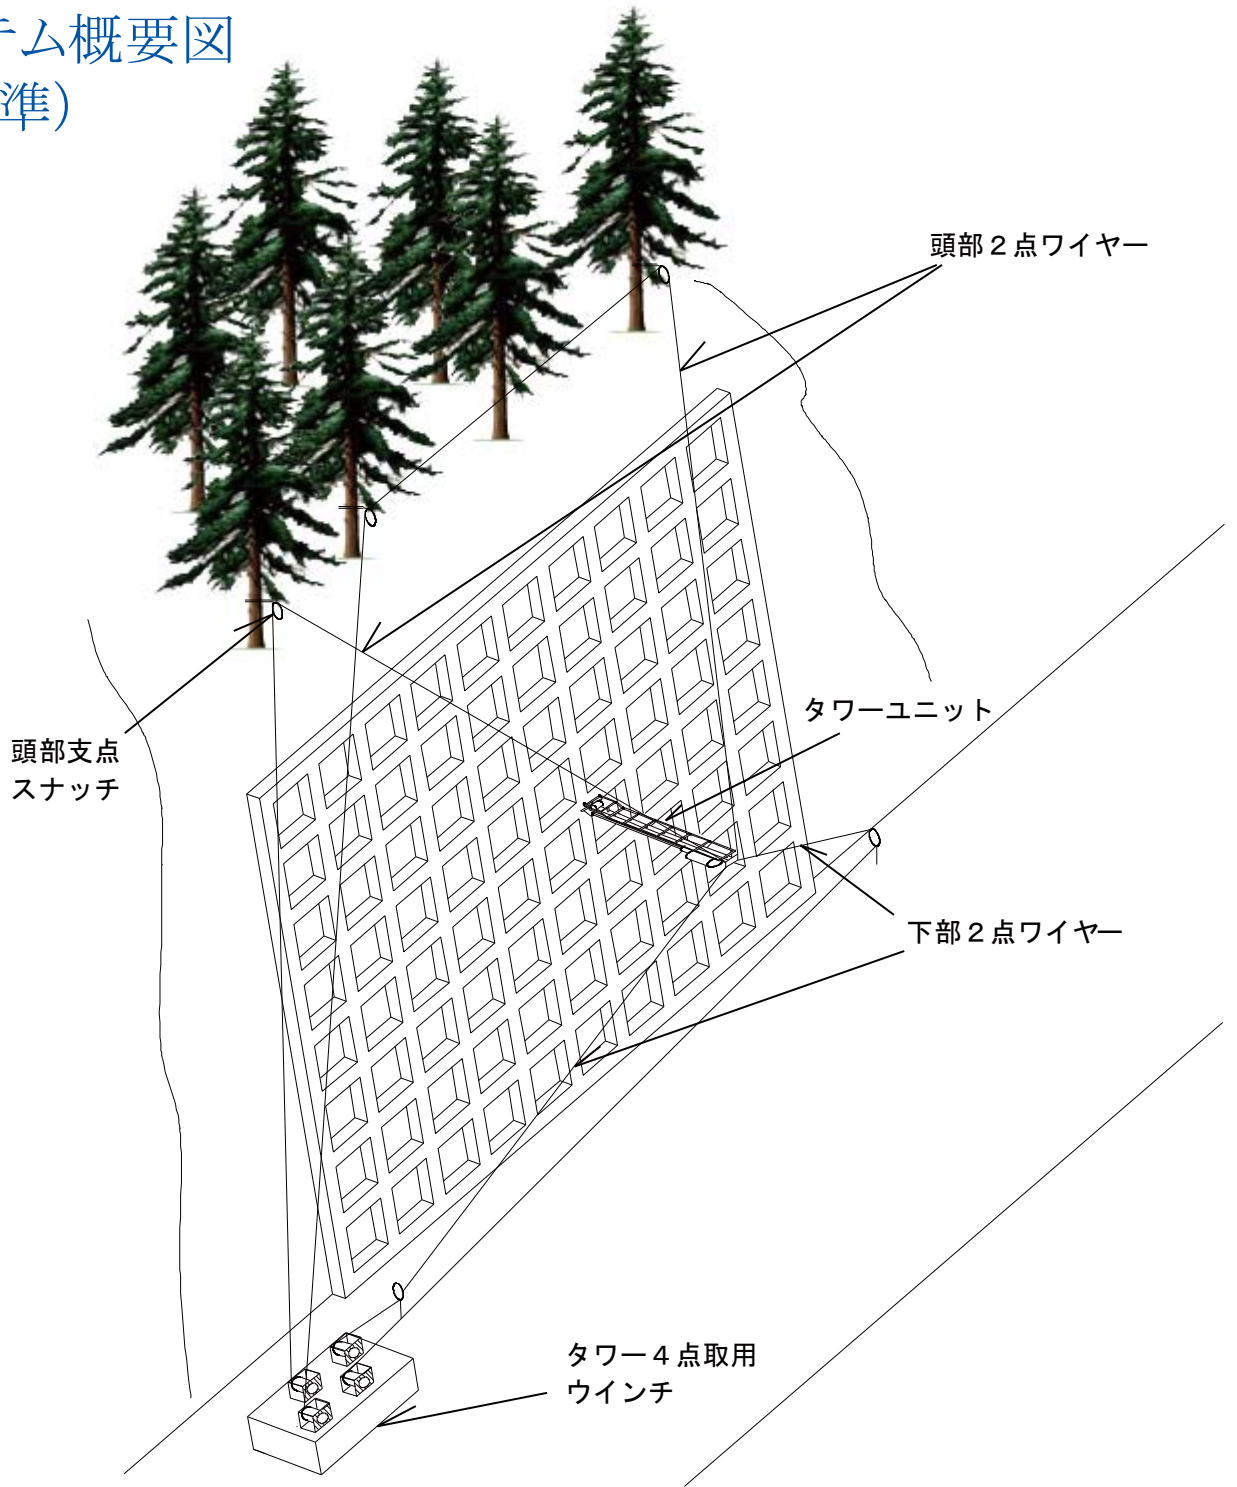 テム概要図
準）
頭部２点ワイヤー
タワーユニット
頭部支点
スナッチ
下部２点ワイヤー
タワー４点取用
ウインチ